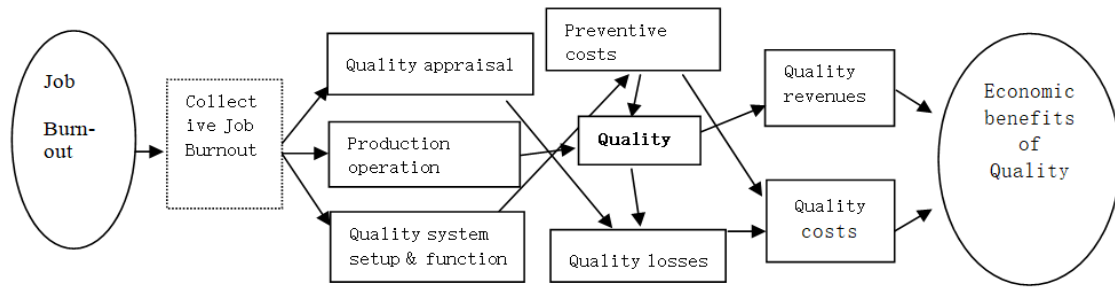 Job
Burn-
out
Collect
ive Job
Burnout
Quality appraisal
Production
operation
Quality system
setup & function
Preventive
costs
Quality
Quality losses
Quality
revenues
Quality
costs
Economic
benefits
of
Quality